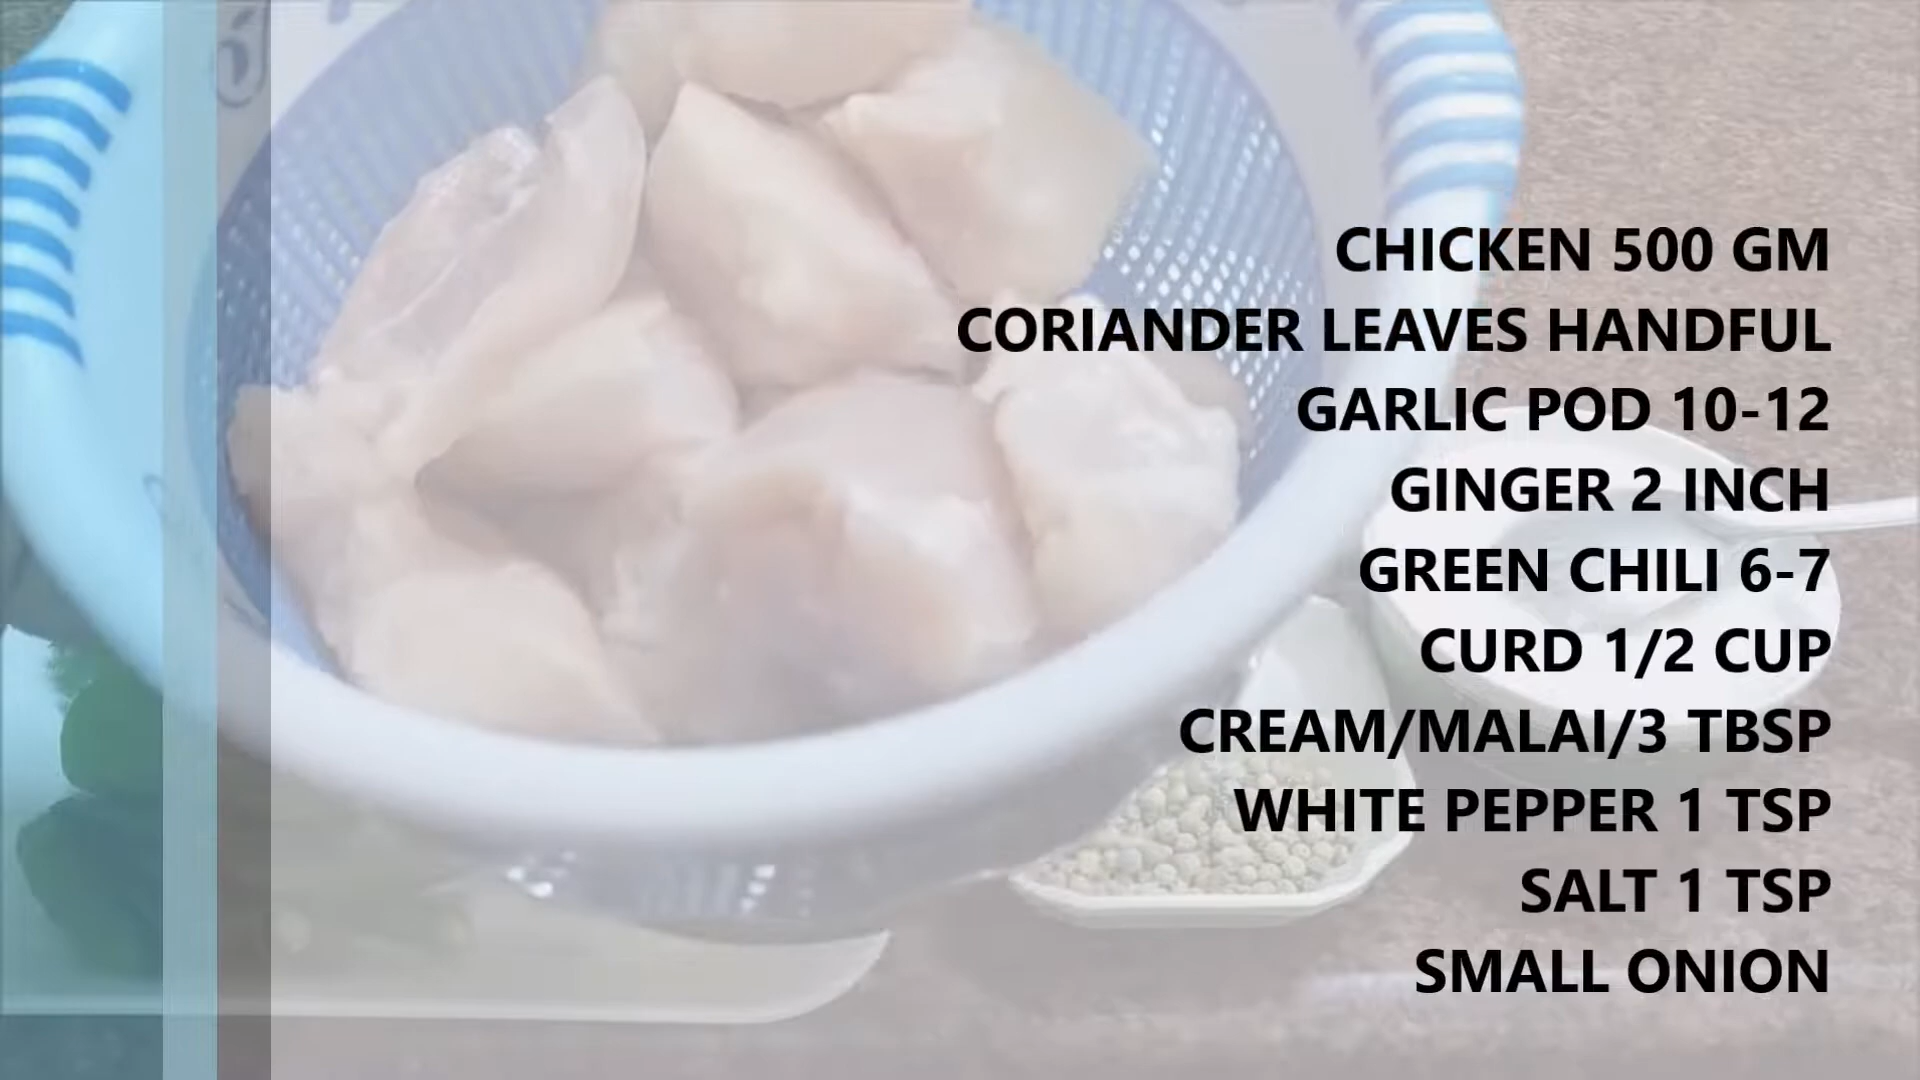 CHICKEN 500 GM
CORIANDER LEAVES HANDFUL
GARLIC POD 10-12
GINGER 2 INCH
GREEN CHILI 6-7
CURD 1/2 CUP
CREAM/MALAI/3 TBSP
WHITE PEPPER 1 TSP
SALT 1 TSP
SMALL ONION